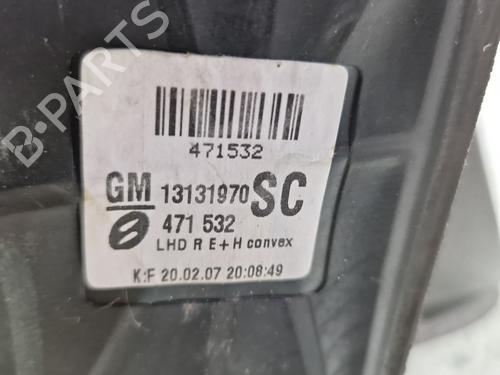 B-PARTS
471532
GM 13131970 SC
471 532
LHD R E+H convex
K:F 20.02.07 20:08:49